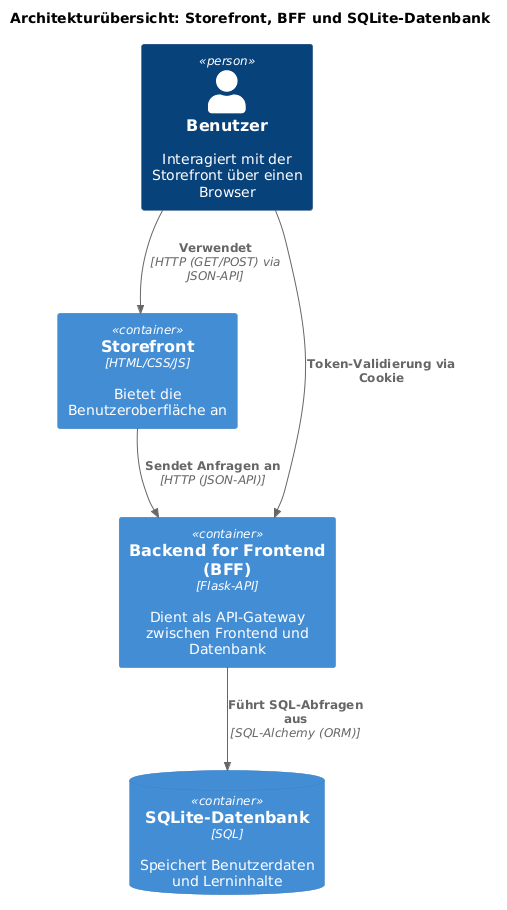 Architekturübersicht: Storefront, BFF und SQLite-Datenbank
«person»
Benutzer
Interagiert mit der
Storefront über einen
Browser
Verwendet
[HTTP (GET/POST) via
JSON-API]
«container»
Storefront
[HTML/CSS/JS]
Bietet die
Benutzeroberfläche an
Token-Validierung via
Cookie
Sendet Anfragen an
[HTTP (JSON-API)]
«container»
Backend for Frontend
(BFF)
[Flask-API]
Dient als API-Gateway
zwischen Frontend und
Datenbank
Führt SQL-Abfragen
aus
[SQL-Alchemy (ORM)]
«container»
SQLite-Datenbank
[SQL]
Speichert Benutzerdaten
und Lerninhalte